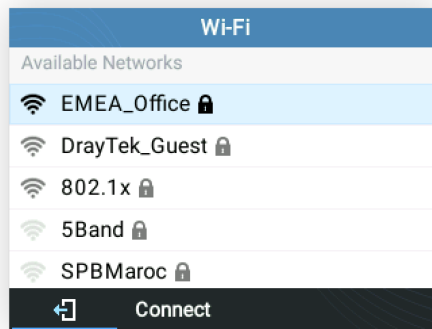 Wi-Fi
Available Networks
EMEA_Office
DrayTek_Guest
802.1x
5Band
SPBMaroc
Connect